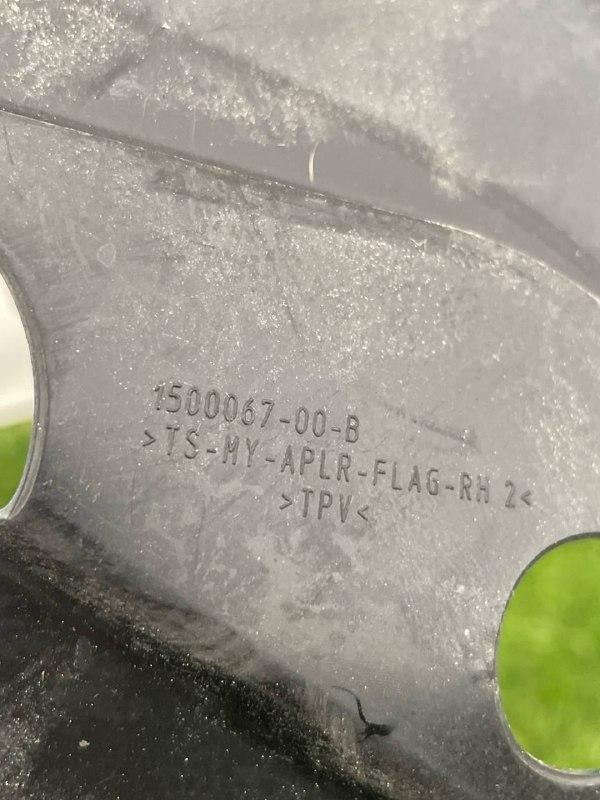 1500067-00-B
>TS-MY-APLR-FLAG-RH 2<
>TPV<